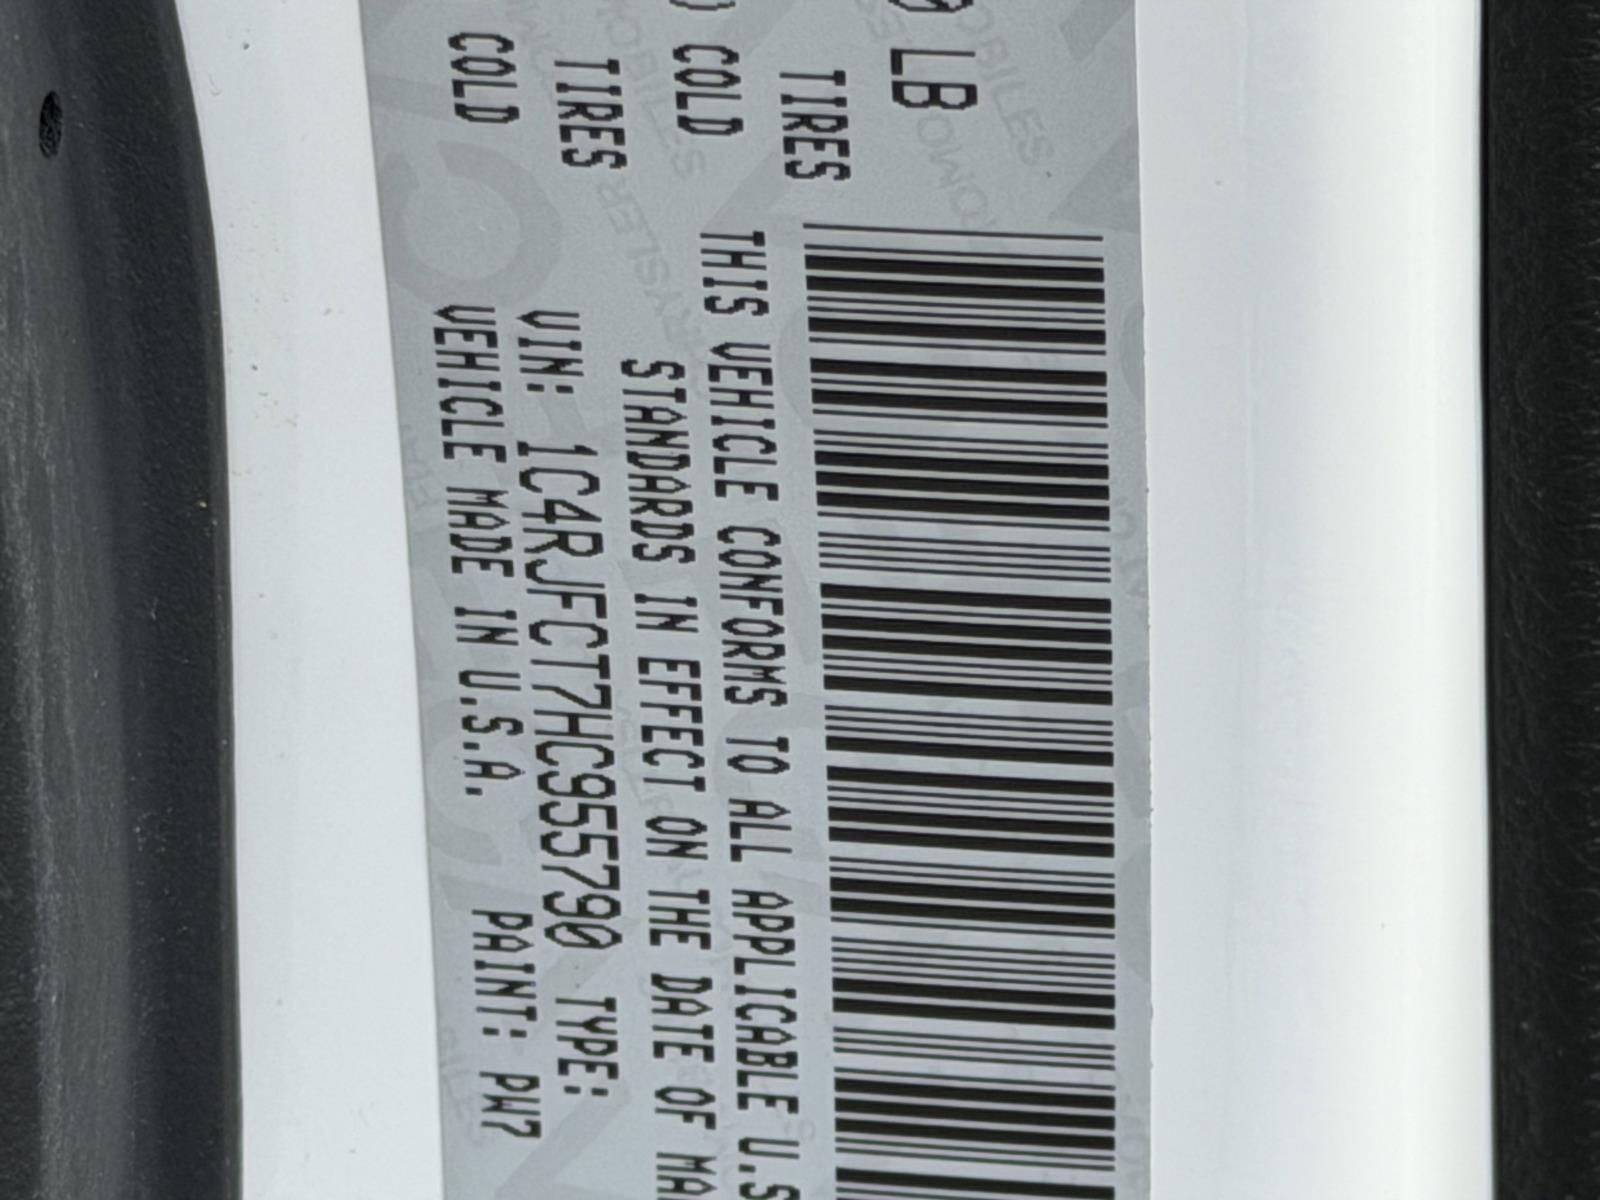 0 LB
TIRES
) COLD
TIRES
COLD
THIS VEHICLE CONFORMS TO ALL APPLICABLE U.S
STANDARDS IN EFFECT ON THE DATE OF MA
VIN: 1C4RJFCT7HC955790 TYPE:
VEHICLE MADE IN U.S.A. PAINT: PW7